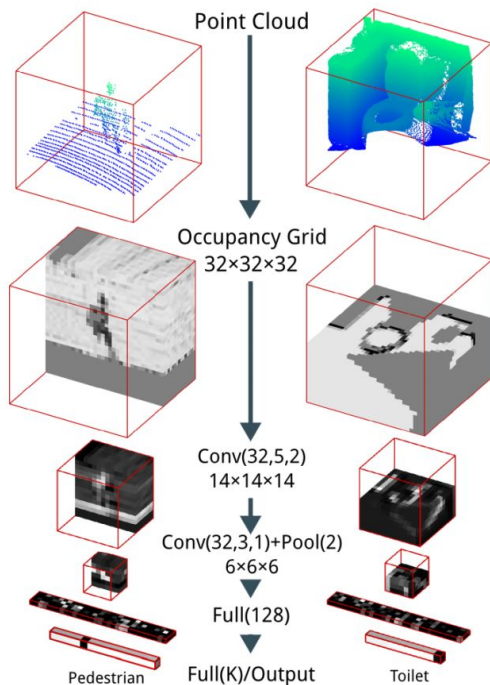 Point Cloud
Occupancy Grid
32×32×32
Conv(32,5,2)
14×14×14
Conv(32,3,1)+Pool(2)
6×6×6
Full(128)
Pedestrian
Full(K)/Output
Toilet